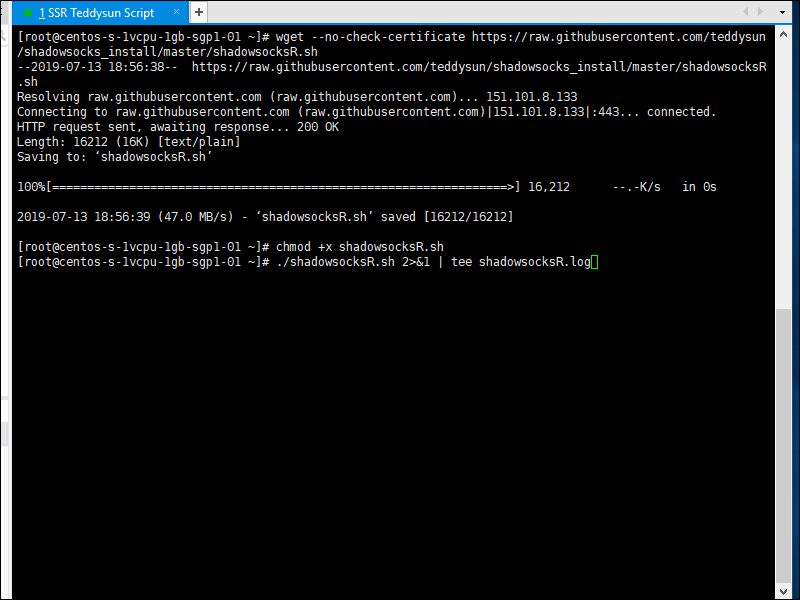 1 SSR Teddysun Script × +
[root@centos-s-1vcpu-1gb-sgp1-01 ~]# wget --no-check-certificate https://raw.githubusercontent.com/teddysun
/shadowsocks_install/master/shadowsocksR.sh
--2019-07-13 18:56:38-- https://raw.githubusercontent.com/teddysun/shadowsocks_install/master/shadowsocksR
.sh
Resolving raw.githubusercontent.com (raw.githubusercontent.com)... 151.101.8.133
Connecting to raw.githubusercontent.com (raw.githubusercontent.com)|151.101.8.133|:443... connected.
HTTP request sent, awaiting response... 200 OK
Length: 16212 (16K) [text/plain]
Saving to: ‘shadowsocksR.sh’
100%[=================================================================>] 16,212 --.-K/s in 0s
2019-07-13 18:56:39 (47.0 MB/s) - ‘shadowsocksR.sh’ saved [16212/16212]
[root@centos-s-1vcpu-1gb-sgp1-01 ~]# chmod +x shadowsocksR.sh
[root@centos-s-1vcpu-1gb-sgp1-01 ~]# ./shadowsocksR.sh 2>&1 | tee shadowsocksR.log